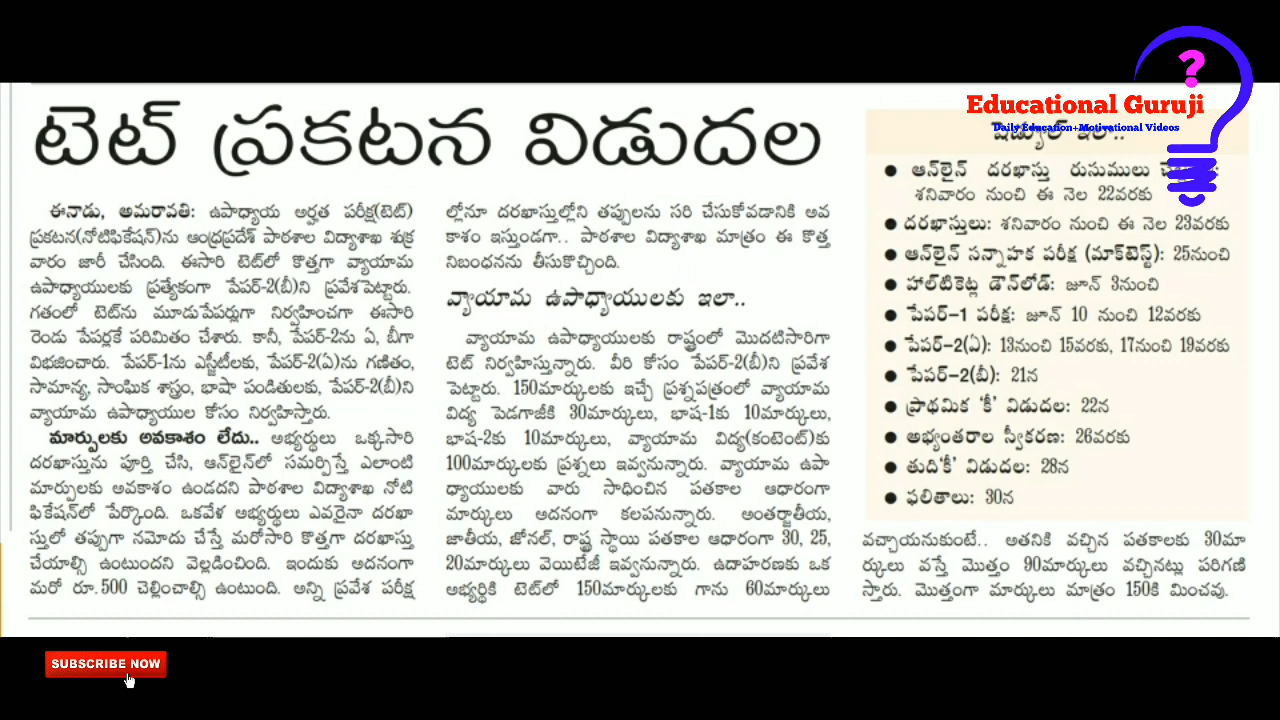 టెట్ ప్రకటన విడుదల
ఈనాడు, అమరావతి: ఉపాధ్యాయ అర్హత పరీక్ష(టెట్)
ప్రకటన(నోటిఫికేషన్)ను ఆంధ్రప్రదేశ్ పాఠశాల విద్యాశాఖ శుక్ర
వారం జారీ చేసింది. ఈసారి టెట్‌లో కొత్తగా వ్యాయామ
ఉపాధ్యాయులకు ప్రత్యేకంగా పేపర్-2(బీ)ని ప్రవేశపెట్టారు.
గతంలో టెట్‌ను మూడుపేపర్లుగా నిర్వహించగా ఈసారి
రెండు పేపర్లకే పరిమితం చేశారు. కానీ, పేపర్-2ను ఏ, బీగా
విభజించారు. పేపర్-1ను ఎస్జీటీలకు, పేపర్-2(ఏ)ను గణితం,
సామాన్య, సాంఘిక శాస్త్రం, భాషా పండితులకు, పేపర్-2(బీ)ని
వ్యాయామ ఉపాధ్యాయుల కోసం నిర్వహిస్తారు.
మార్పులకు అవకాశం లేదు.. అభ్యర్థులు ఒక్కసారి
దరఖాస్తును పూర్తి చేసి, ఆన్‌లైన్‌లో సమర్పిస్తే ఎలాంటి
మార్పులకు అవకాశం ఉండదని పాఠశాల విద్యాశాఖ నోటి
ఫికేషన్‌లో పేర్కొంది. ఒకవేళ అభ్యర్థులు ఎవరైనా దరఖా
స్తులో తప్పుగా నమోదు చేస్తే మరోసారి కొత్తగా దరఖాస్తు
చేయాల్సి ఉంటుందని వెల్లడించింది. ఇందుకు అదనంగా
మరో రూ.500 చెల్లించాల్సి ఉంటుంది. అన్ని ప్రవేశ పరీక్ష
ల్లోనూ దరఖాస్తుల్లోని తప్పులను సరి చేసుకోవడానికి అవ
కాశం ఇస్తుండగా.. పాఠశాల విద్యాశాఖ మాత్రం ఈ కొత్త
నిబంధనను తీసుకొచ్చింది.
వ్యాయామ ఉపాధ్యాయులకు ఇలా..
వ్యాయామ ఉపాధ్యాయులకు రాష్ట్రంలో మొదటిసారిగా
టెట్ నిర్వహిస్తున్నారు. వీరి కోసం పేపర్-2(బీ)ని ప్రవేశ
పెట్టారు. 150మార్కులకు ఇచ్చే ప్రశ్నపత్రంలో వ్యాయామ
విద్య పెడగాజీకి 30మార్కులు, భాష-1కు 10మార్కులు,
భాష-2కు 10మార్కులు, వ్యాయామ విద్య(కంటెంట్)కు
100మార్కులకు ప్రశ్నలు ఇవ్వనున్నారు. వ్యాయామ ఉపా
ధ్యాయులకు వారు సాధించిన పతకాల ఆధారంగా
మార్కులు అదనంగా కలపనున్నారు. అంతర్జాతీయ,
జాతీయ, జోనల్, రాష్ట్ర స్థాయి పతకాల ఆధారంగా 30, 25,
20మార్కులు వెయిటేజీ ఇవ్వనున్నారు. ఉదాహరణకు ఒక
అభ్యర్థికి టెట్‌లో 150మార్కులకు గాను 60మార్కులు
Educational Guruji
Daily Education+Motivational Videos
షెడ్యూల్ ఇలా..
● ఆన్‌లైన్ దరఖాస్తు రుసుములు
శనివారం నుంచి ఈ నెల 22వరకు
● దరఖాస్తులు: శనివారం నుంచి ఈ నెల 23వరకు
● ఆన్‌లైన్ సన్నాహక పరీక్ష (మాక్‌టెస్ట్): 25నుంచి
● హాల్‌టికెట్ల డౌన్‌లోడ్: జూన్ 3నుంచి
● పేపర్-1 పరీక్ష: జూన్ 10 నుంచి 12వరకు
● పేపర్-2(ఏ): 13నుంచి 15వరకు, 17నుంచి 19వరకు
● పేపర్-2(బీ): 21న
● ప్రాథమిక ‘కీ’ విడుదల: 22న
● అభ్యంతరాల స్వీకరణ: 26వరకు
● తుది‘కీ’ విడుదల: 28న
● ఫలితాలు: 30న
వచ్చాయనుకుంటే.. అతనికి వచ్చిన పతకాలకు 30మా
ర్కులు వస్తే మొత్తం 90మార్కులు వచ్చినట్లు పరిగణి
స్తారు. మొత్తంగా మార్కులు మాత్రం 150కి మించవు.
SUBSCRIBE NOW